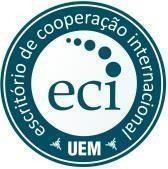 escritório de cooperação internacional
eci
UEM